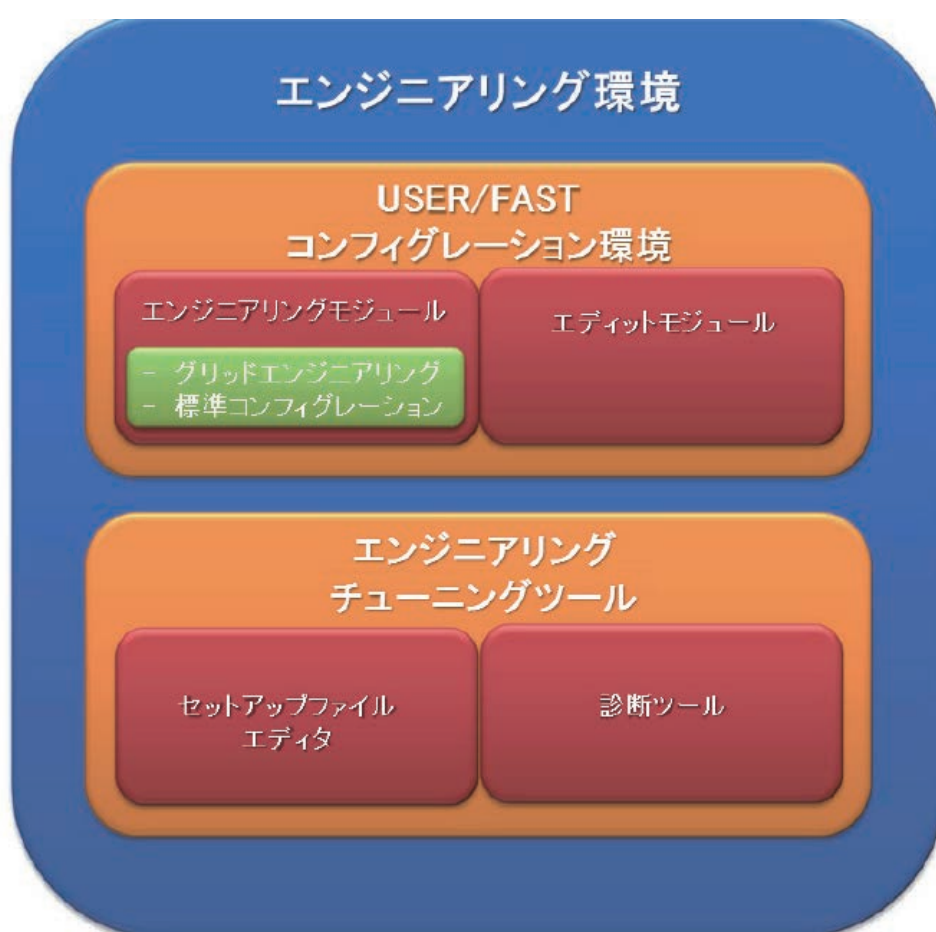 エンジニアリング環境
USER/FAST
コンフィグレーション環境
エンジニアリングモジュール
- グリッドエンジニアリング
- 標準コンフィグレーション
エディットモジュール
エンジニアリング
チューニングツール
セットアップファイル
エディタ
診断ツール